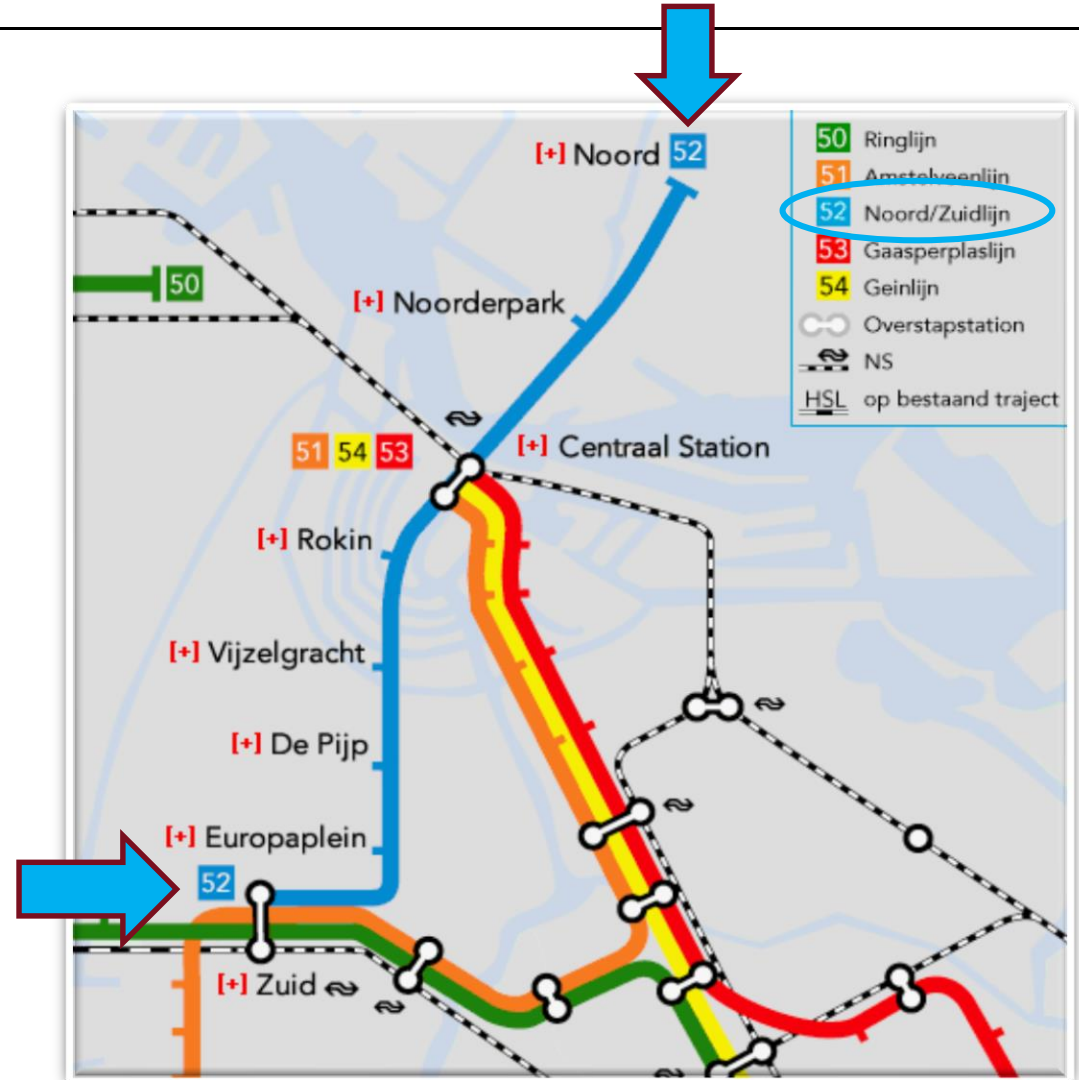 [+] Noord 52
50 Ringlijn
51 Amstelveenlijn
52 Noord/Zuidlijn
53 Gaasperplaslijn
54 Geinlijn
Overstapstation
NS
HSL op bestaand traject
50
[+] Noorderpark
51 54 53
[+] Centraal Station
[+] Rokin
[+] Vijzelgracht
[+] De Pijp
[+] Europaplein
52
[+] Zuid